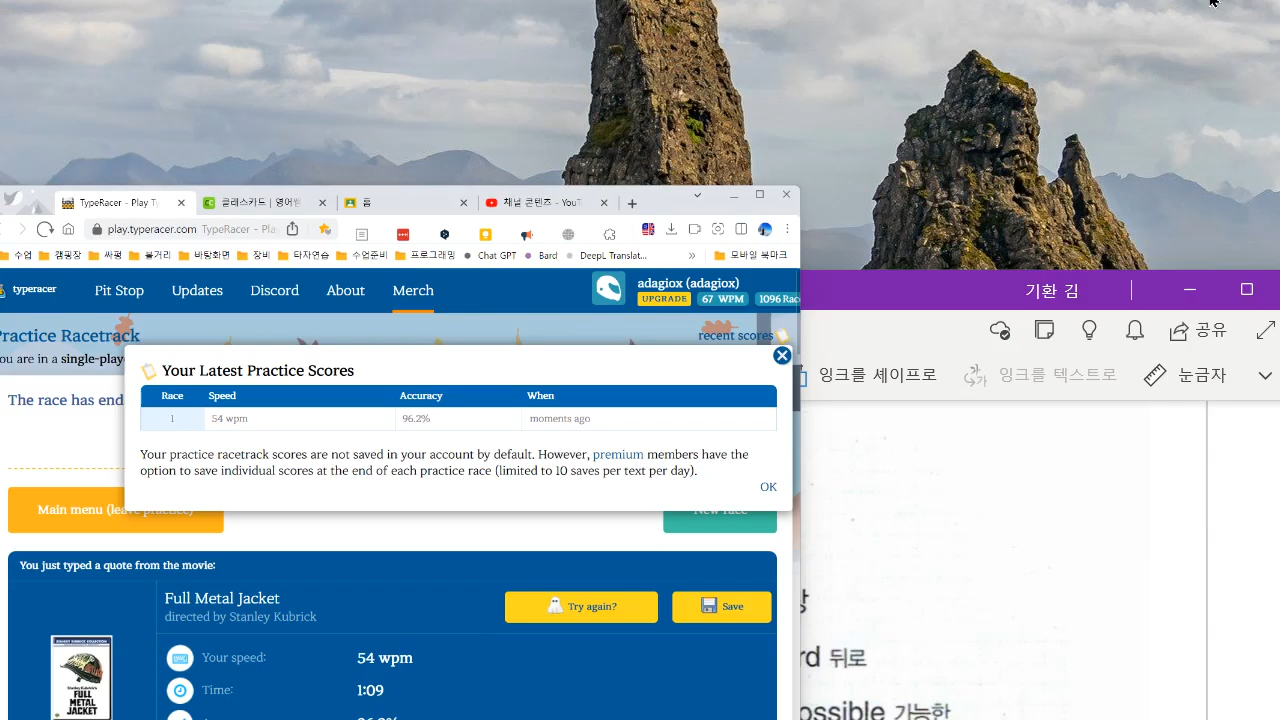 TypeRacer - Play Ty
클래스카드 | 영어
홈
채널 콘텐츠 - YouT
play.typeracer.com TypeRacer - Pla
수업
캠핑장
싸펑
볼거리
바탕화면
장비
타자연습
수업준비
프로그래밍
Chat GPT
Bard
DeepL Translat...
»
모바일 북마크
typeracer
Pit Stop
Updates
Discord
About
Merch
adagiox (adagiox)
UPGRADE
67 WPM
1096 Rac
Practice Racetrack
recent scores
ou are in a single-playe
Your Latest Practice Scores
Race Speed Accuracy When
1 54 wpm 96.2% moments ago
Your practice racetrack scores are not saved in your account by default. However, premium members have the
option to save individual scores at the end of each practice race (limited to 10 saves per text per day).
OK
The race has end
Main menu (leave practice)
New race
You just typed a quote from the movie:
Full Metal Jacket
directed by Stanley Kubrick
Try again?
Save
FULL
METAL
JACKET
Your speed: 54 wpm
Time: 1:09
기환 김
공유
잉크를 셰이프로
잉크를 텍스트로
눈금자
rd 뒤로
ossible 가능한